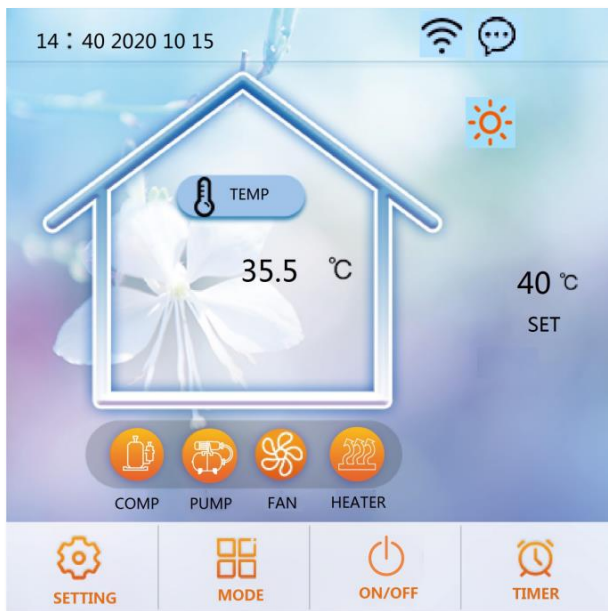 14：40 2020 10 15
TEMP
35.5 ℃
40 ℃
SET
COMP PUMP FAN HEATER
SETTING MODE ON/OFF TIMER